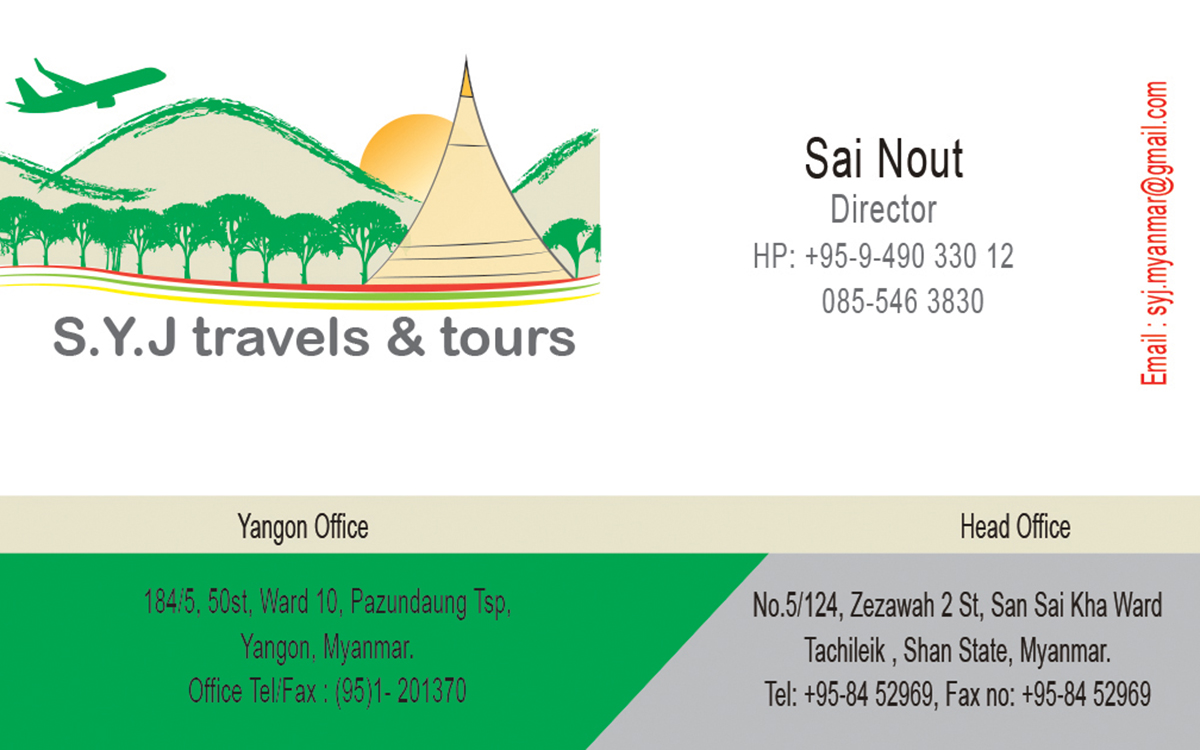 S.Y.J travels & tours
Sai Nout
Director
HP: +95-9-490 330 12
085-546 3830
Email : syj.myanmar@gmail.com
Yangon Office
184/5, 50st, Ward 10, Pazundaung Tsp,
Yangon, Myanmar.
Office Tel/Fax : (95)1- 201370
Head Office
No.5/124, Zezawah 2 St, San Sai Kha Ward
Tachileik , Shan State, Myanmar.
Tel: +95-84 52969, Fax no: +95-84 52969